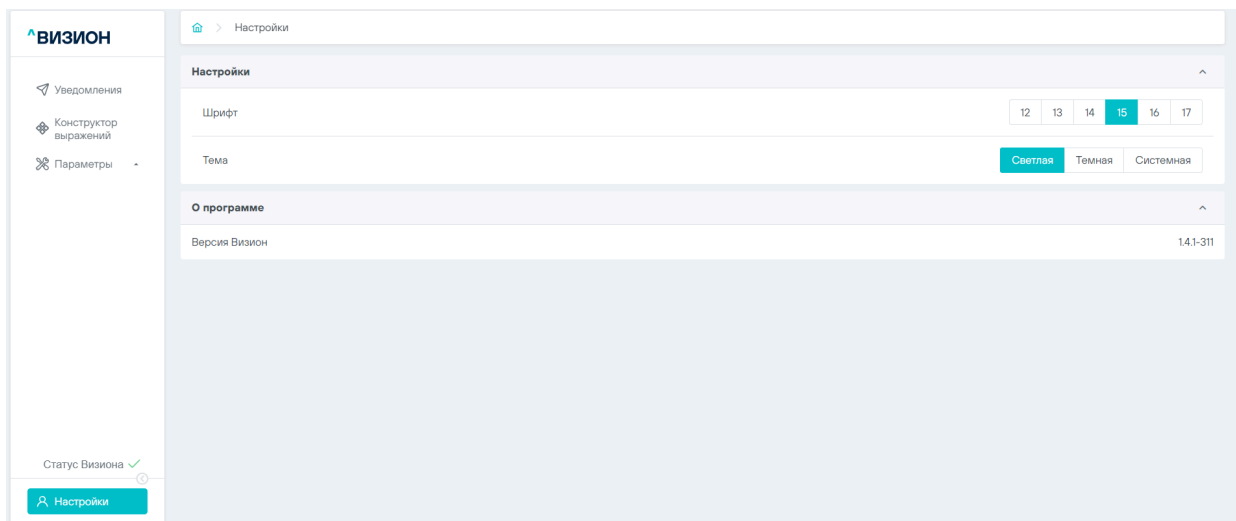 ^ВИЗИОН
Уведомления
Конструктор
выражений
Параметры
Статус Визиона
Настройки
Настройки
Настройки
Шрифт 12 13 14 15 16 17
Тема Светлая Темная Системная
О программе
Версия Визион 1.4.1-311